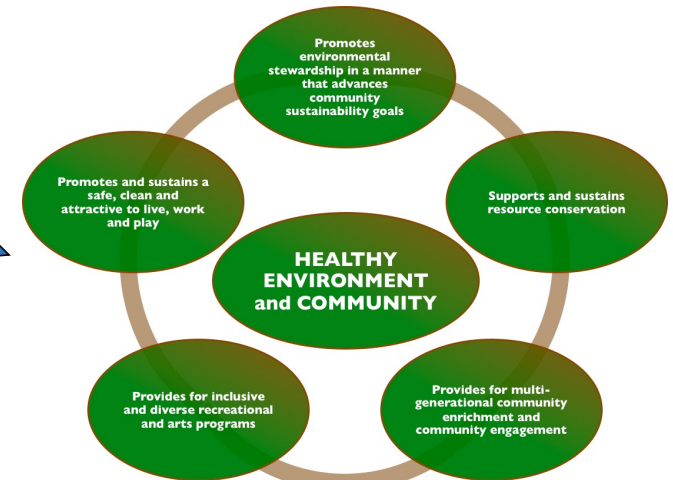 Promotes
environmental
stewardship in a manner
that advances
community
sustainability goals
Promotes and sustains a
safe, clean and
attractive to live, work
and play
Supports and sustains
resource conservation
HEALTHY
ENVIRONMENT
and COMMUNITY
Provides for inclusive
and diverse recreational
and arts programs
Provides for multi-
generational community
enrichment and
community engagement